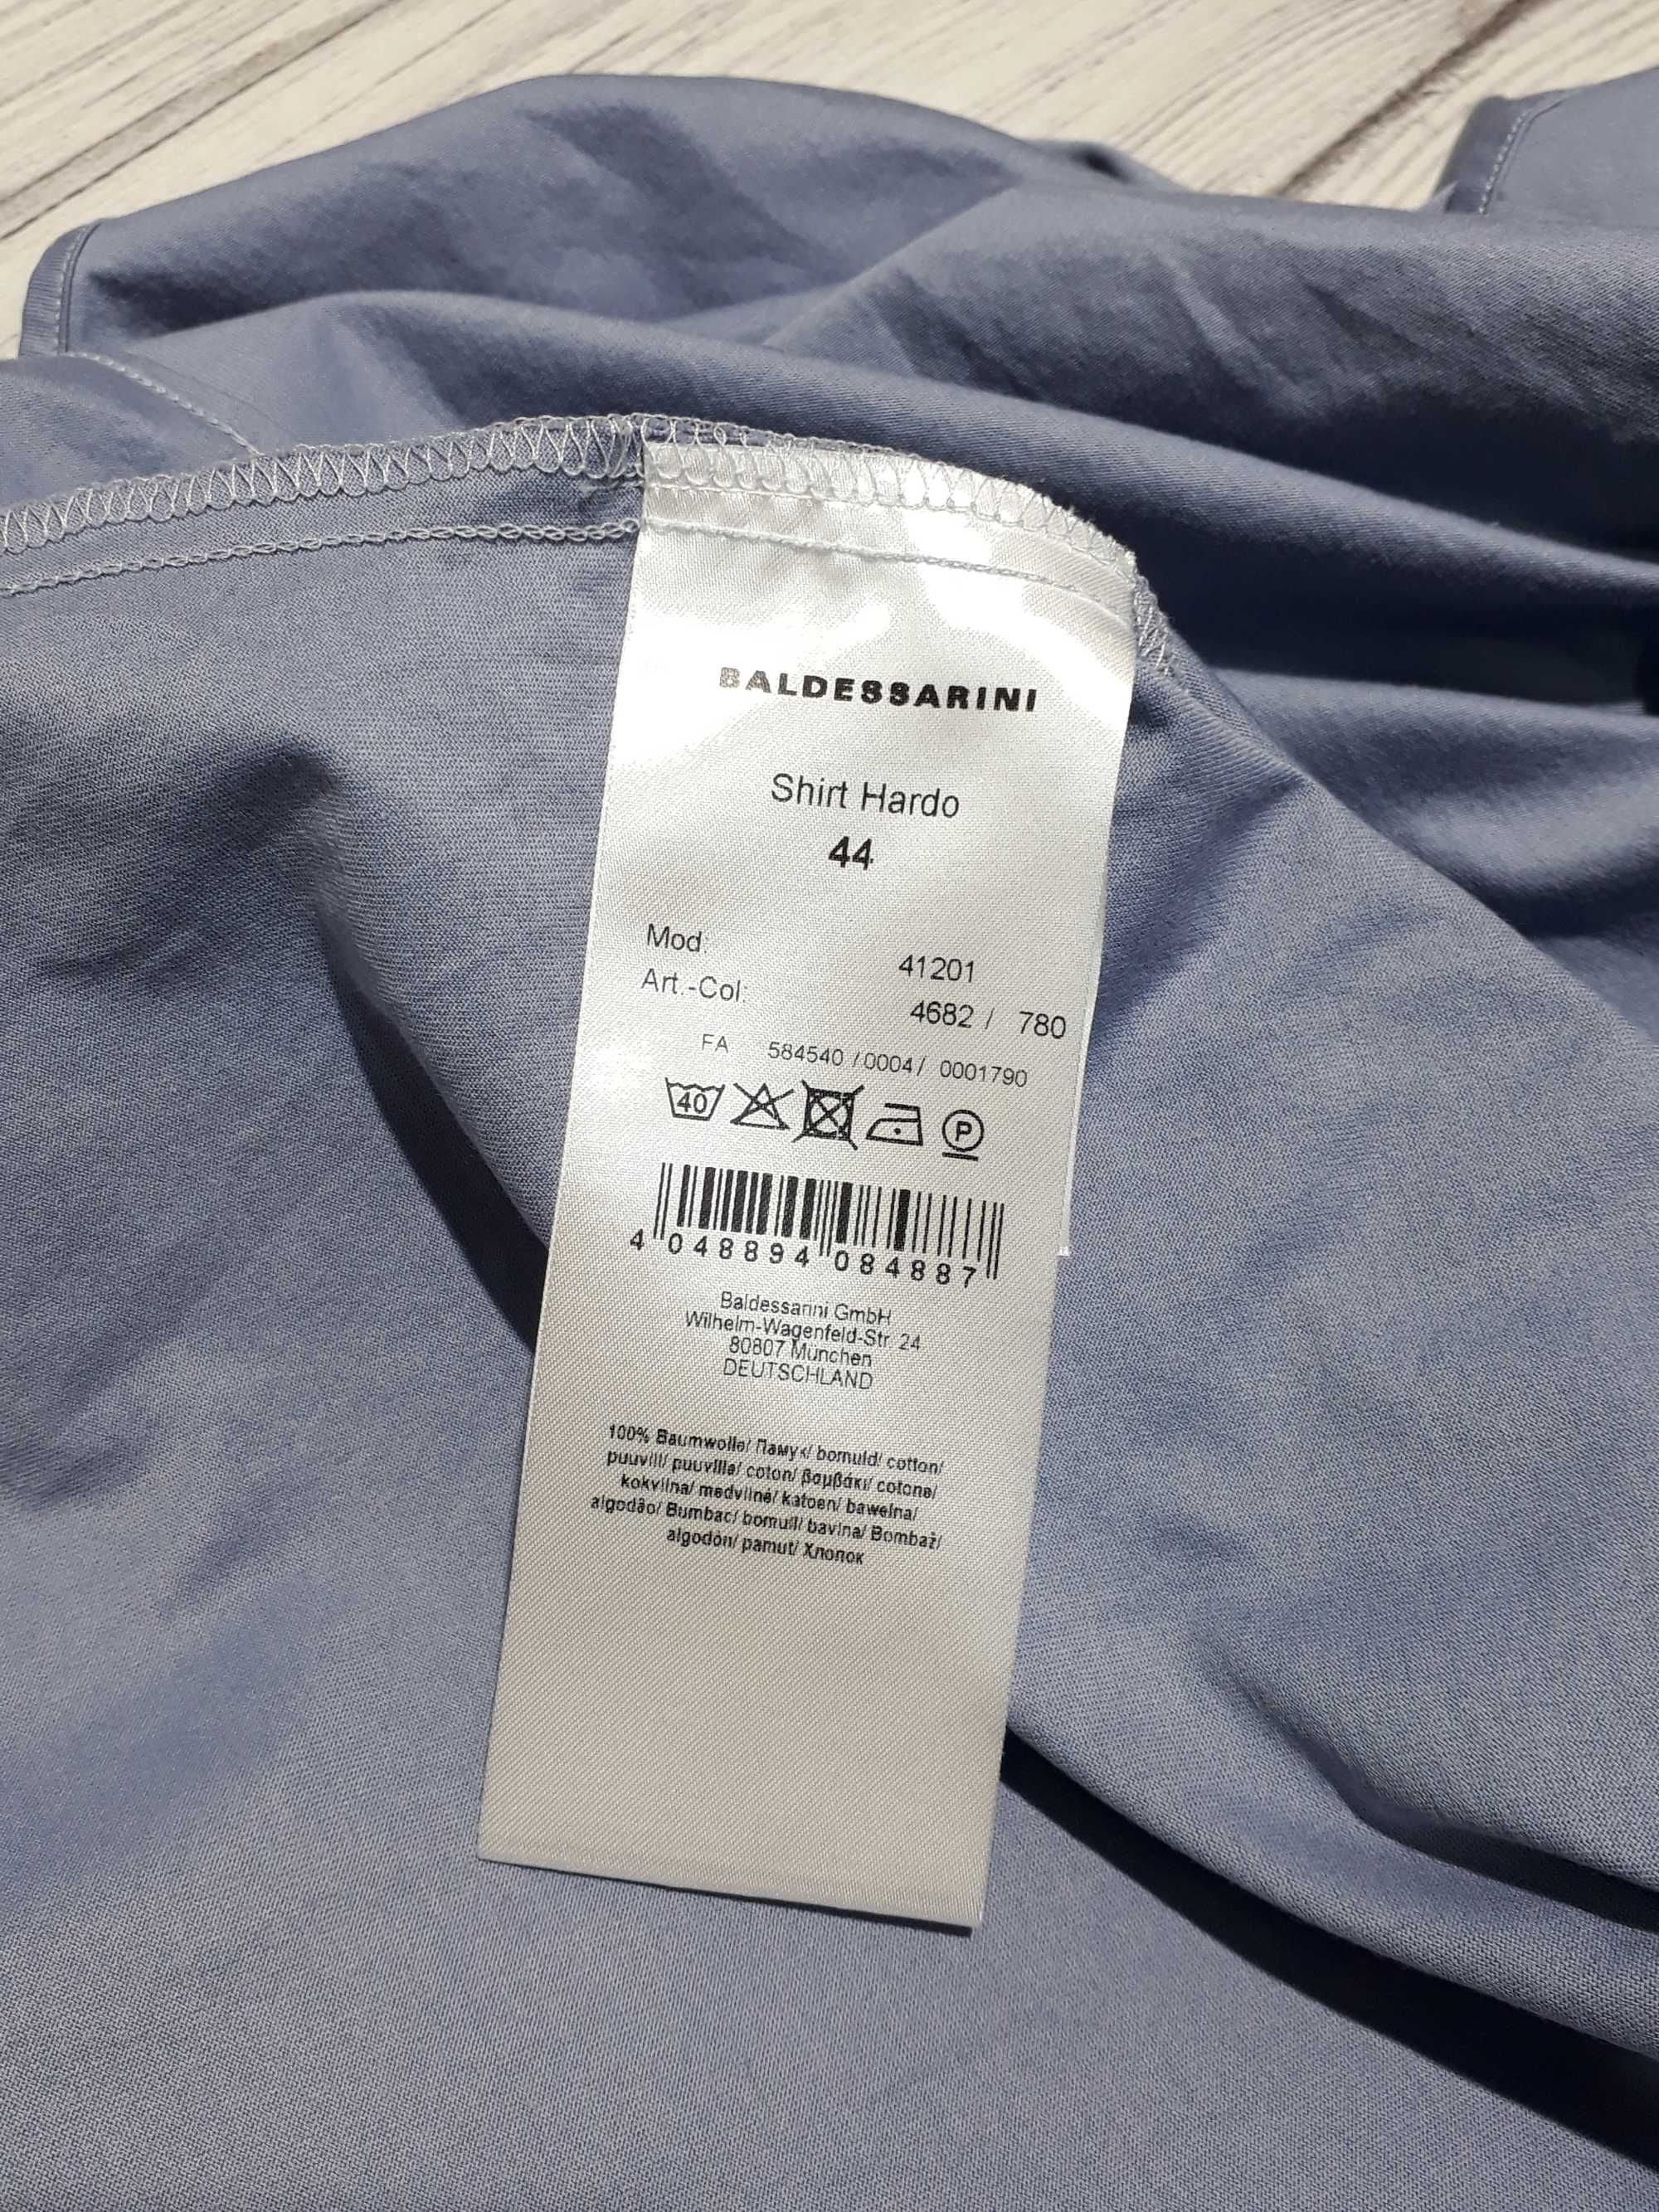 BALDESSARINI
Shirt Hardo
44
Mod: 41201
Art.-Col: 4682 / 780
FA 584540 /0004/ 0001790
40 P
4 048894 084887
Baldessarini GmbH
Wilhelm-Wagenfeld-Str. 24
80807 München
DEUTSCHLAND
100% Baumwolle/ Памук/ bomuld/ cotton/
puuvill/ puuvilla/ coton/ βαμβάκι/ cotone/
kokvilna/ medvilnė/ katoen/ bawełna/
algodão/ Bumbac/ bomull/ bavlna/ Bombaž/
algodón/ pamut/ Хлопок